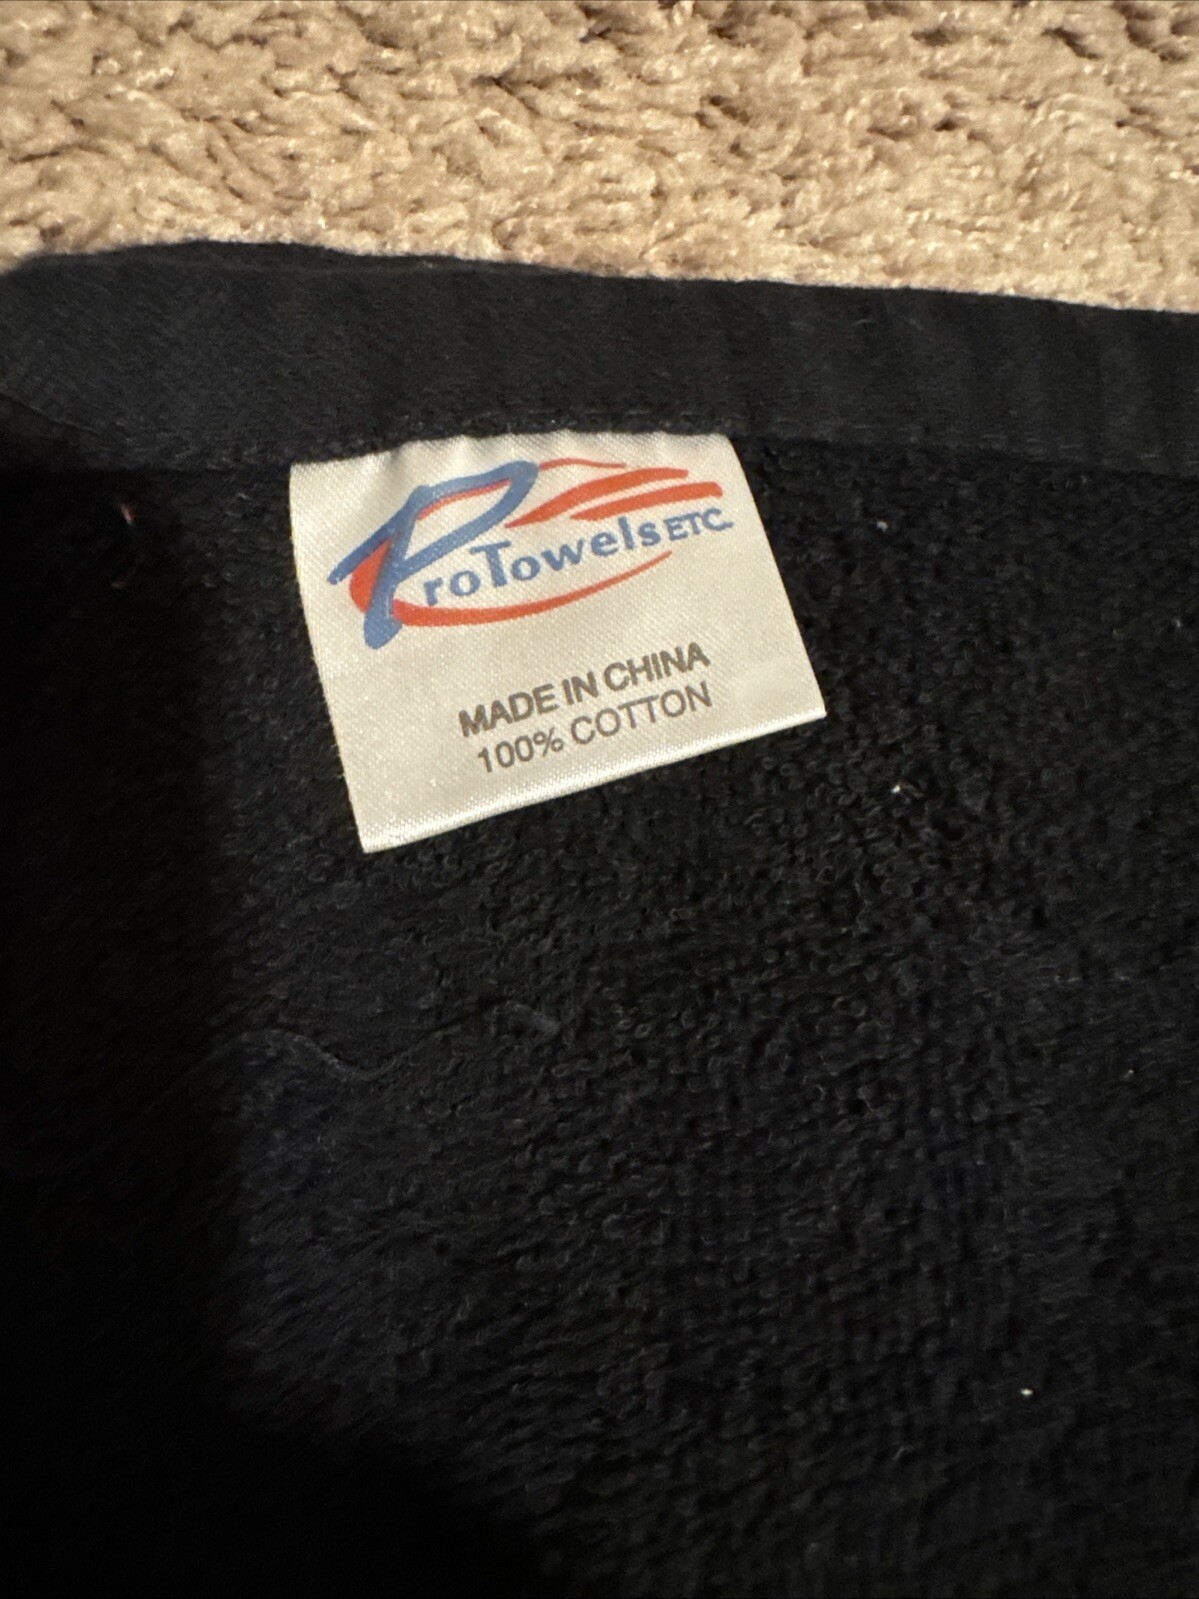 ProTowels ETC.
MADE IN CHINA
100% COTTON